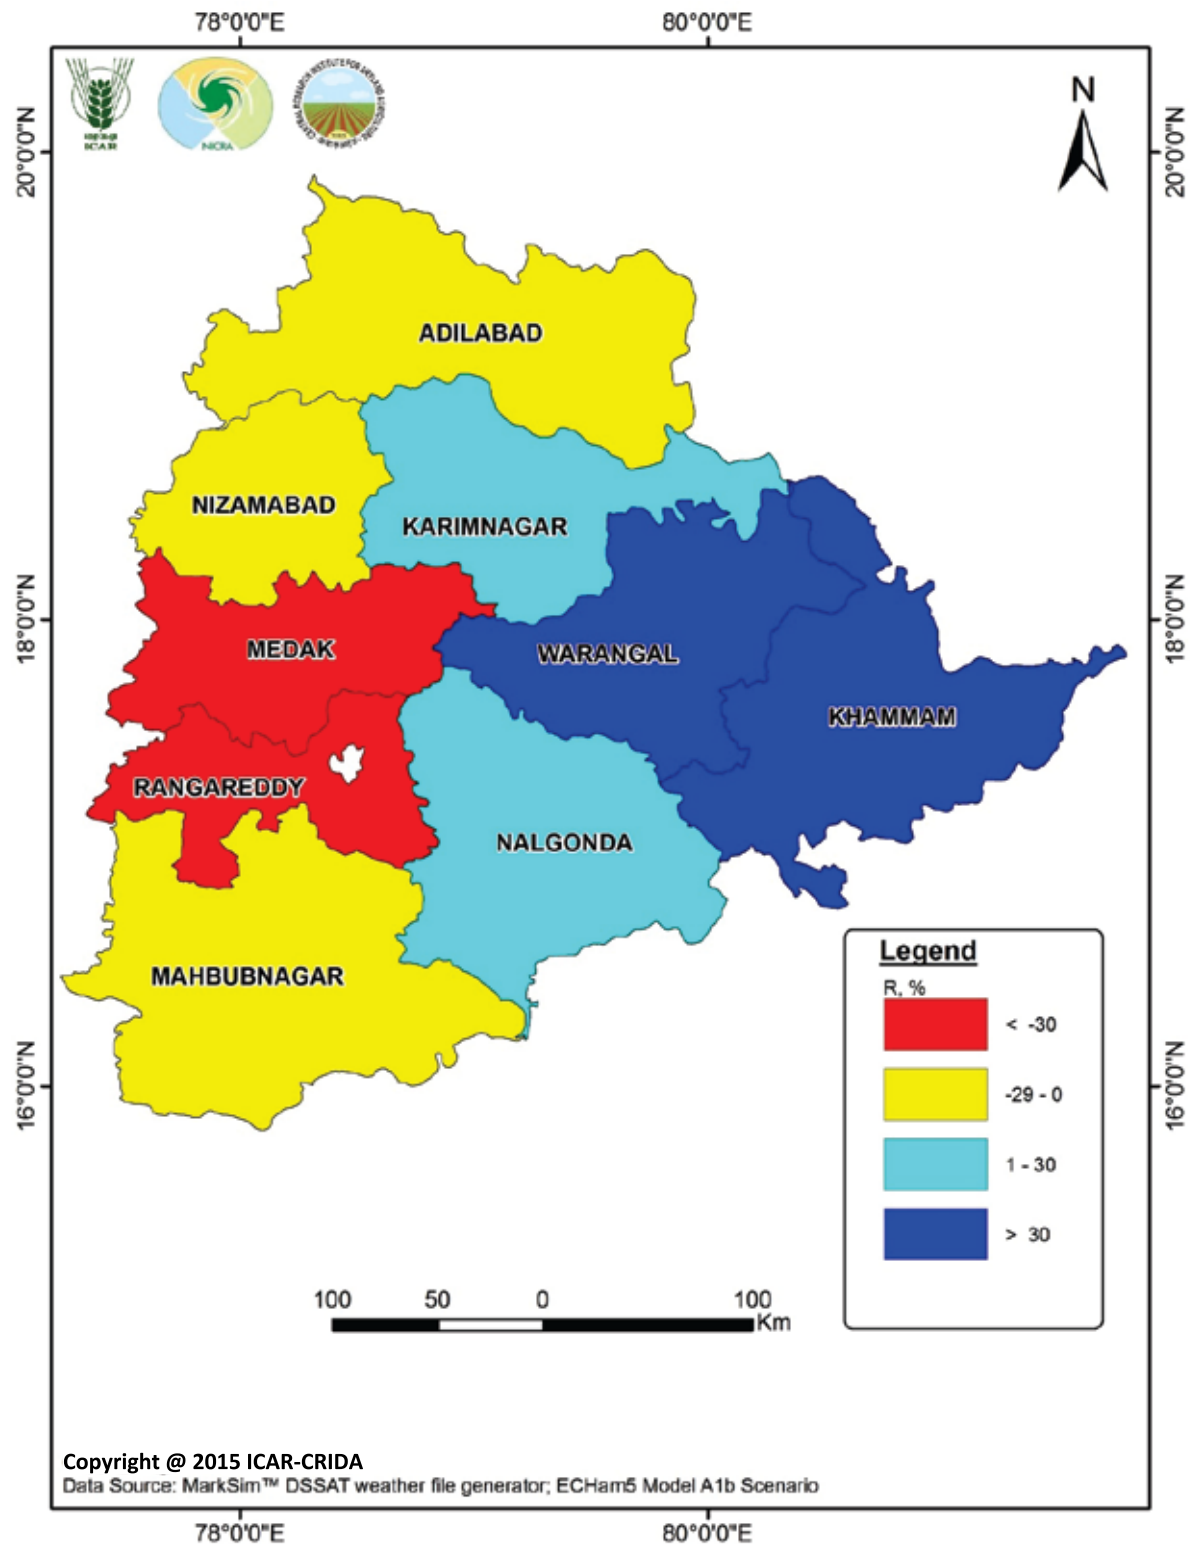 78°0'0"E 80°0'0"E
20°0'0"N 20°0'0"N
18°0'0"N 18°0'0"N
16°0'0"N 16°0'0"N
ICAR
NICRA
N
ADILABAD
NIZAMABAD
KARIMNAGAR
MEDAK
WARANGAL
KHAMMAM
RANGAREDDY
NALGONDA
MAHBUBNAGAR
Legend
R, %
< -30
-29 - 0
1 - 30
> 30
100 50 0 100
Km
Copyright @ 2015 ICAR-CRIDA
Data Source: MarkSim™ DSSAT weather file generator; ECHam5 Model A1b Scenario
78°0'0"E 80°0'0"E